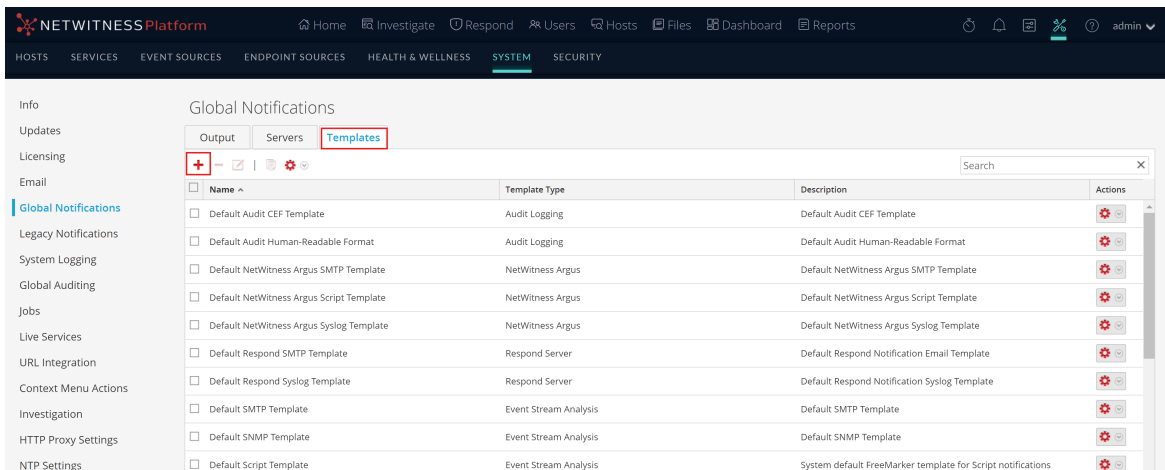 NETWITNESS Platform Home Investigate Respond Users Hosts Files Dashboard Reports admin
HOSTS SERVICES EVENT SOURCES ENDPOINT SOURCES HEALTH & WELLNESS SYSTEM SECURITY
Info
Updates
Licensing
Email
Global Notifications
Legacy Notifications
System Logging
Global Auditing
Jobs
Live Services
URL Integration
Context Menu Actions
Investigation
HTTP Proxy Settings
NTP Settings
Global Notifications
Output Servers Templates
Search
Name Template Type Description Actions
Default Audit CEF Template Audit Logging Default Audit CEF Template
Default Audit Human-Readable Format Audit Logging Default Audit Human-Readable Format
Default NetWitness Argus SMTP Template NetWitness Argus Default NetWitness Argus SMTP Template
Default NetWitness Argus Script Template NetWitness Argus Default NetWitness Argus Script Template
Default NetWitness Argus Syslog Template NetWitness Argus Default NetWitness Argus Syslog Template
Default Respond SMTP Template Respond Server Default Respond Notification Email Template
Default Respond Syslog Template Respond Server Default Respond Notification Syslog Template
Default SMTP Template Event Stream Analysis Default SMTP Template
Default SNMP Template Event Stream Analysis Default SNMP Template
Default Script Template Event Stream Analysis System default FreeMarker template for Script notifications